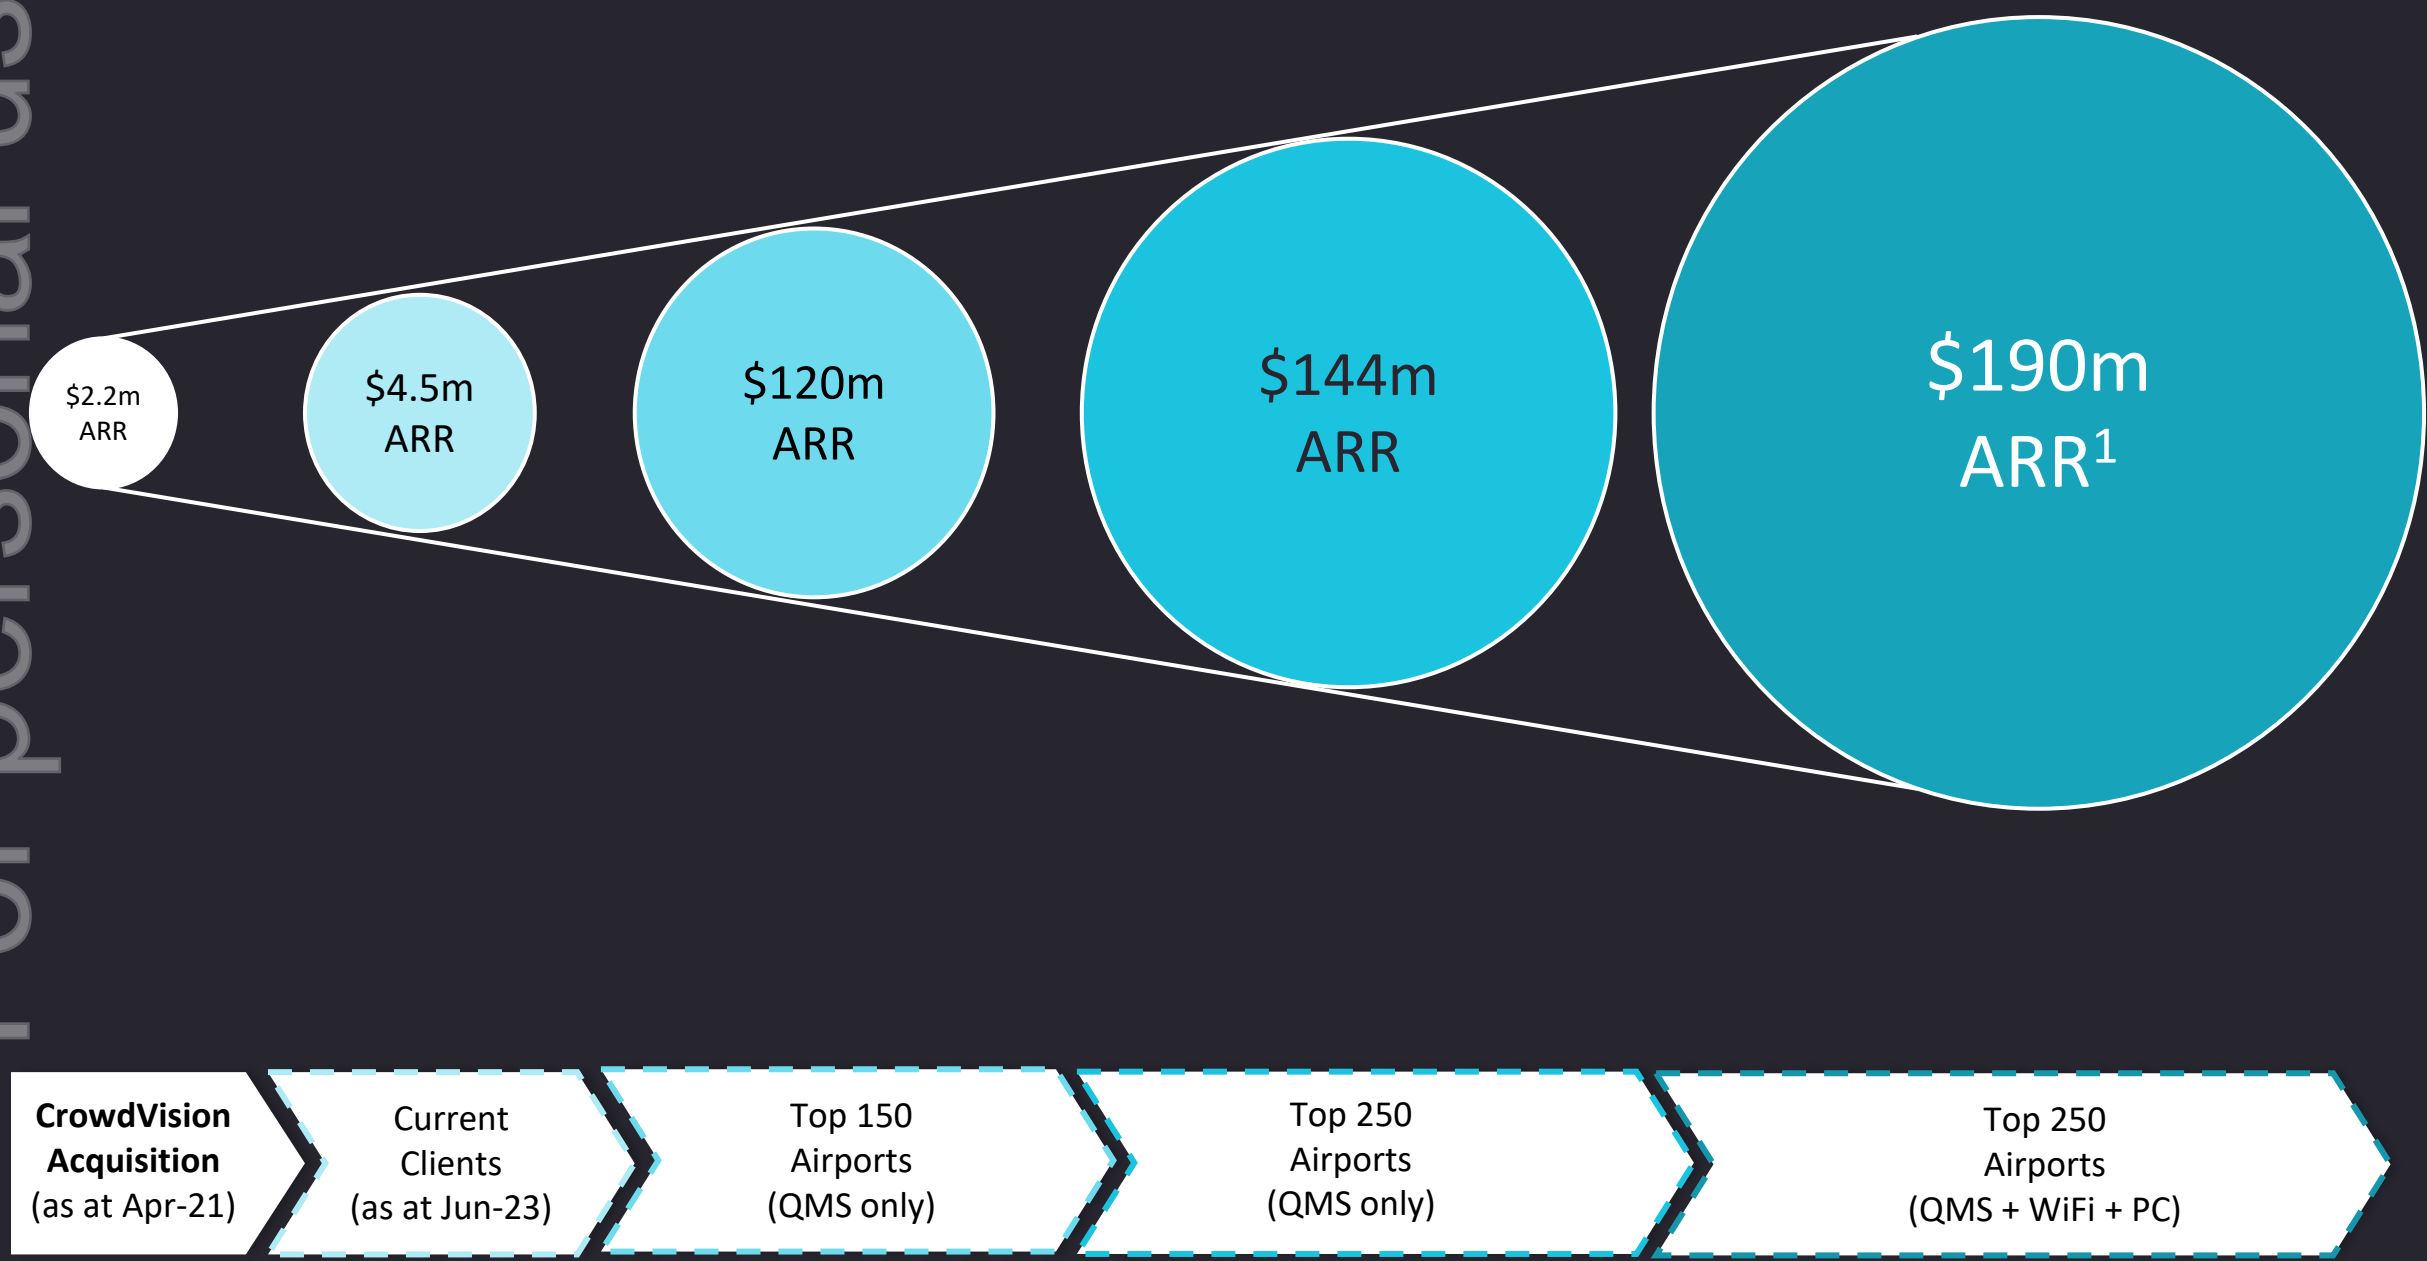 $2.2m
ARR
$4.5m
ARR
$120m
ARR
$144m
ARR
$190m
ARR¹
CrowdVision
Acquisition
(as at Apr-21)
Current
Clients
(as at Jun-23)
Top 150
Airports
(QMS only)
Top 250
Airports
(QMS only)
Top 250
Airports
(QMS + WiFi + PC)